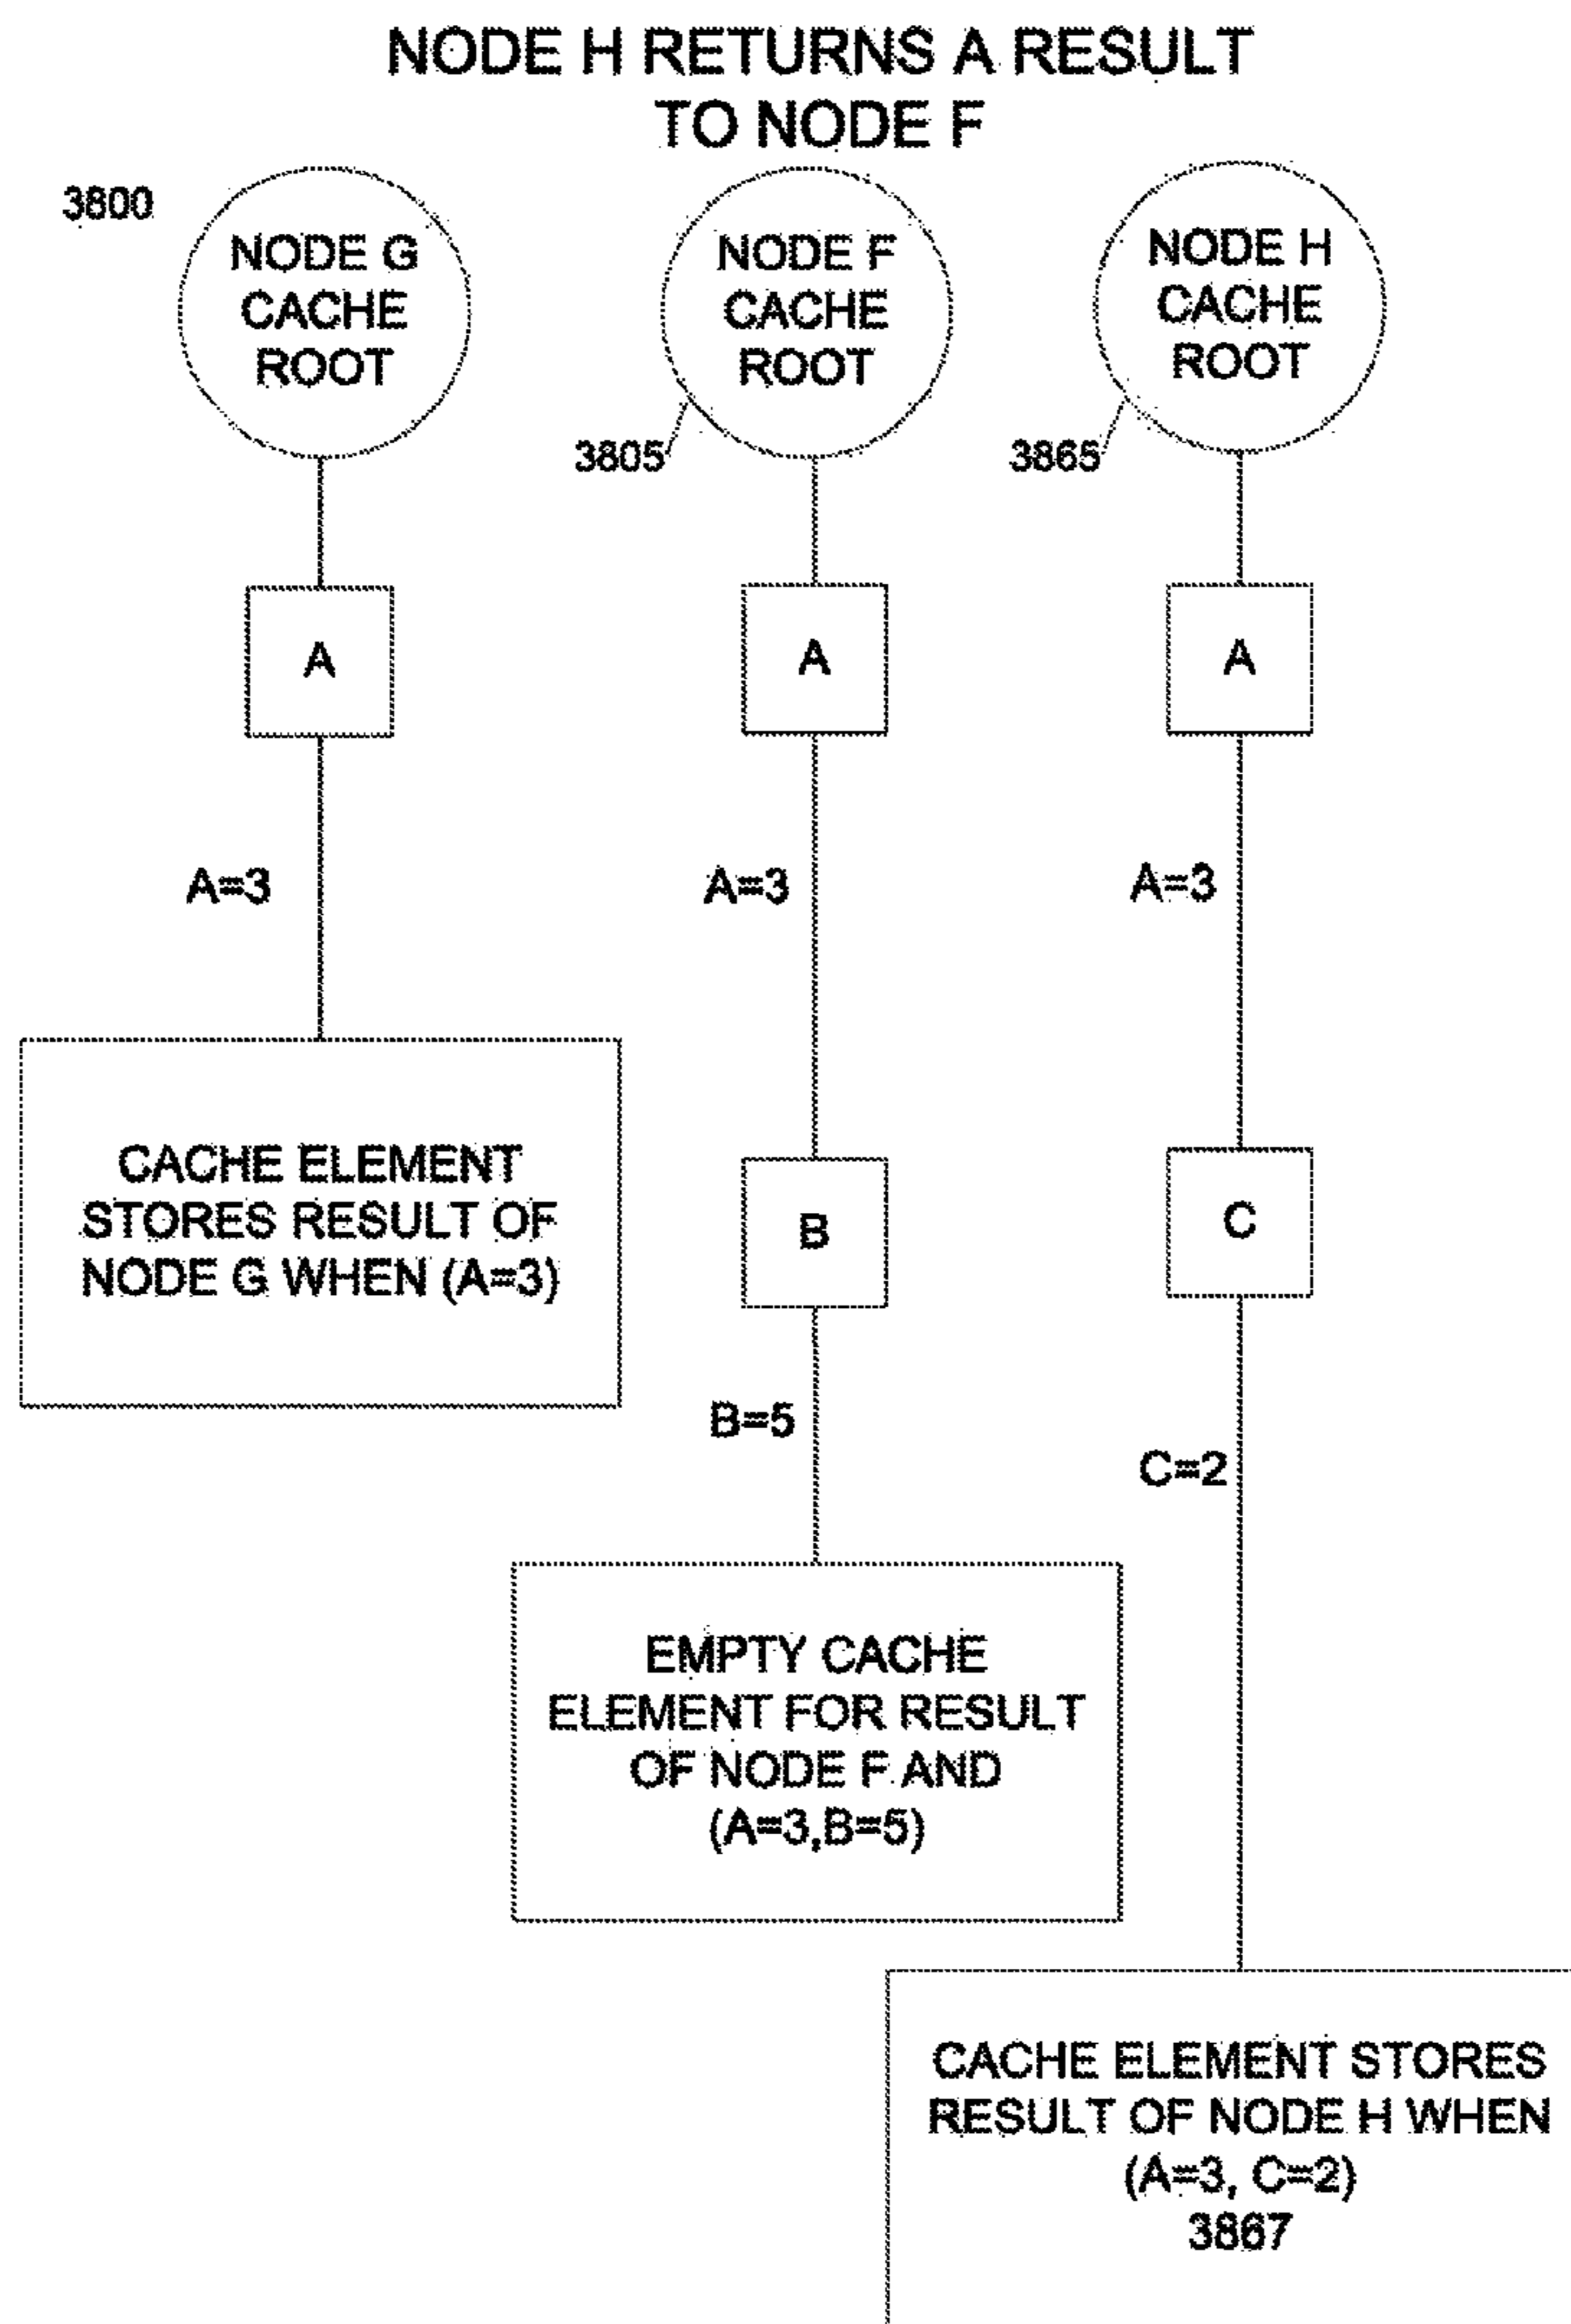 NODE H RETURNS A RESULT
TO NODE F
3800
NODE G
CACHE
ROOT
NODE F
CACHE
ROOT
3805
NODE H
CACHE
ROOT
3865
A
A
A
A=3
A=3
A=3
CACHE ELEMENT
STORES RESULT OF
NODE G WHEN (A=3)
B
C
B=5
C=2
EMPTY CACHE
ELEMENT FOR RESULT
OF NODE F AND
(A=3,B=5)
CACHE ELEMENT STORES
RESULT OF NODE H WHEN
(A=3, C=2)
3867